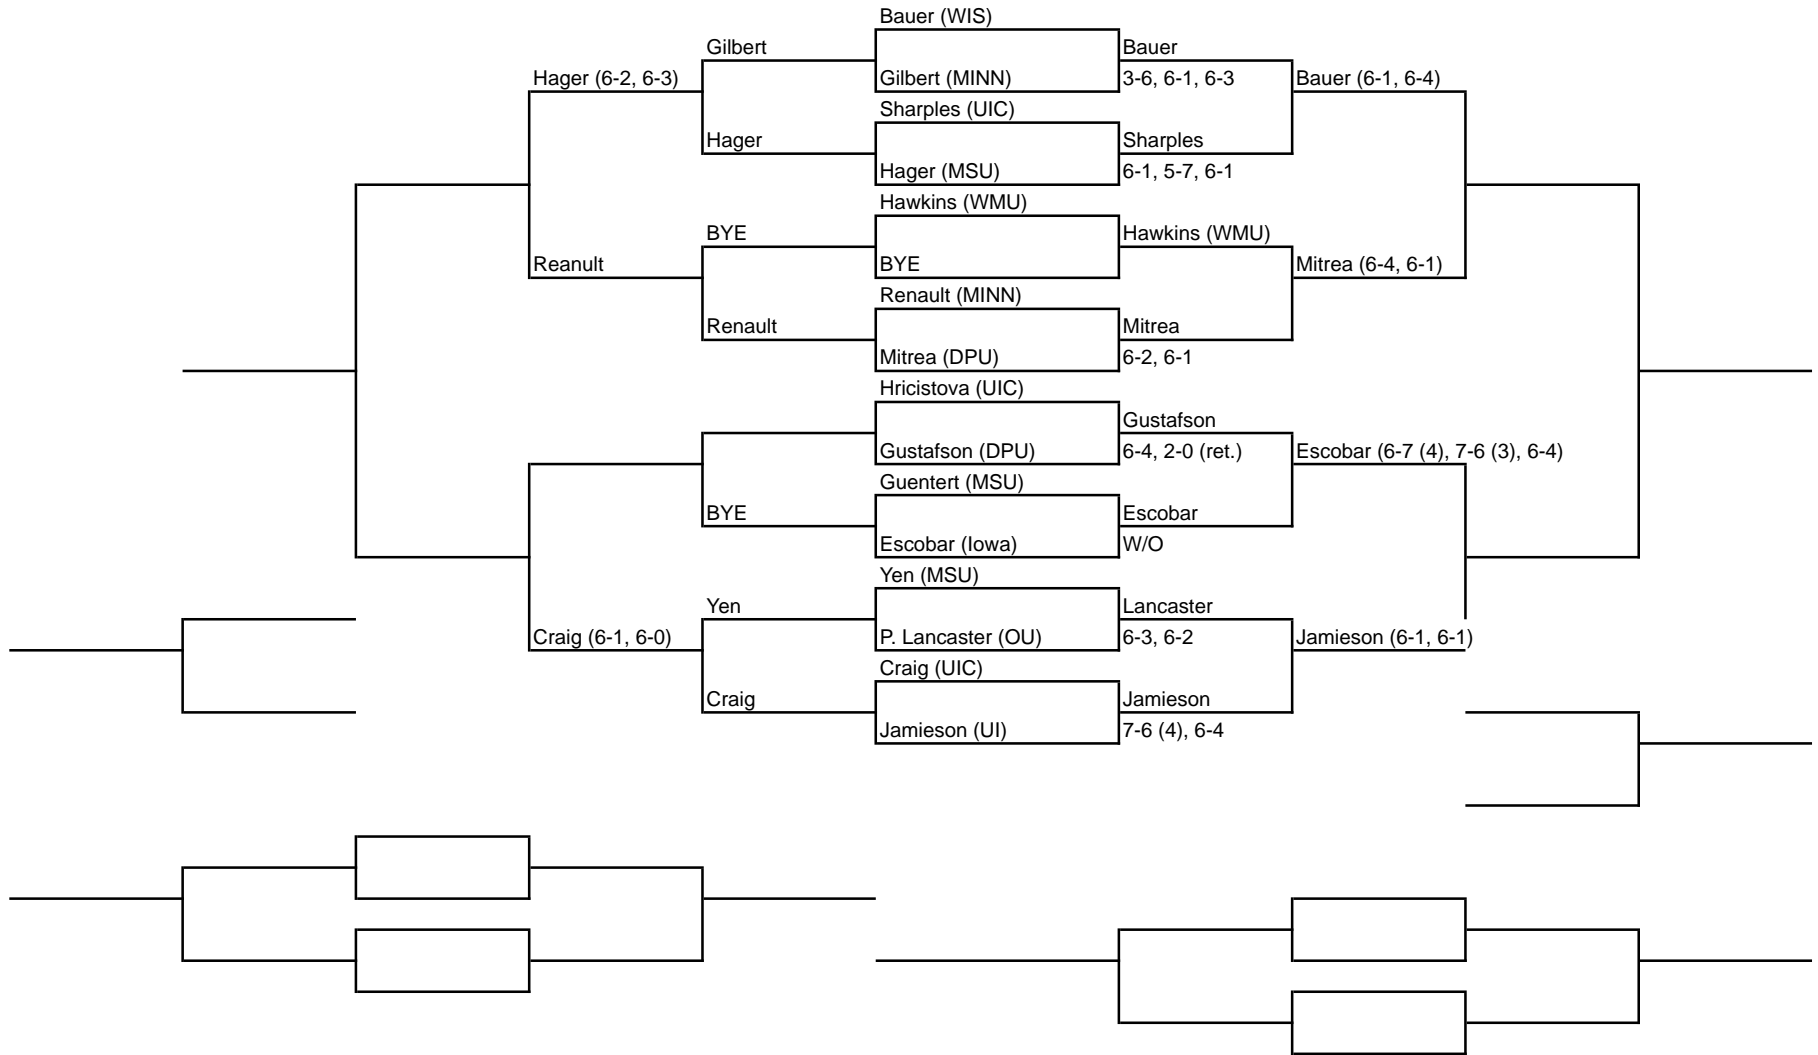 Bauer (WIS)
Gilbert Bauer
Hager (6-2, 6-3) Gilbert (MINN) 3-6, 6-1, 6-3 Bauer (6-1, 6-4)
Sharples (UIC)
Hager Sharples
Hager (MSU) 6-1, 5-7, 6-1
Hawkins (WMU)
BYE Hawkins (WMU)
Reanult BYE Mitrea (6-4, 6-1)
Renault (MINN)
Renault Mitrea
Mitrea (DPU) 6-2, 6-1
Hricistova (UIC)
Gustafson
Gustafson (DPU) 6-4, 2-0 (ret.) Escobar (6-7 (4), 7-6 (3), 6-4)
Guentert (MSU)
BYE Escobar
Escobar (Iowa) W/O
Yen (MSU)
Yen Lancaster
Craig (6-1, 6-0) P. Lancaster (OU) 6-3, 6-2 Jamieson (6-1, 6-1)
Craig (UIC)
Craig Jamieson
Jamieson (UI) 7-6 (4), 6-4